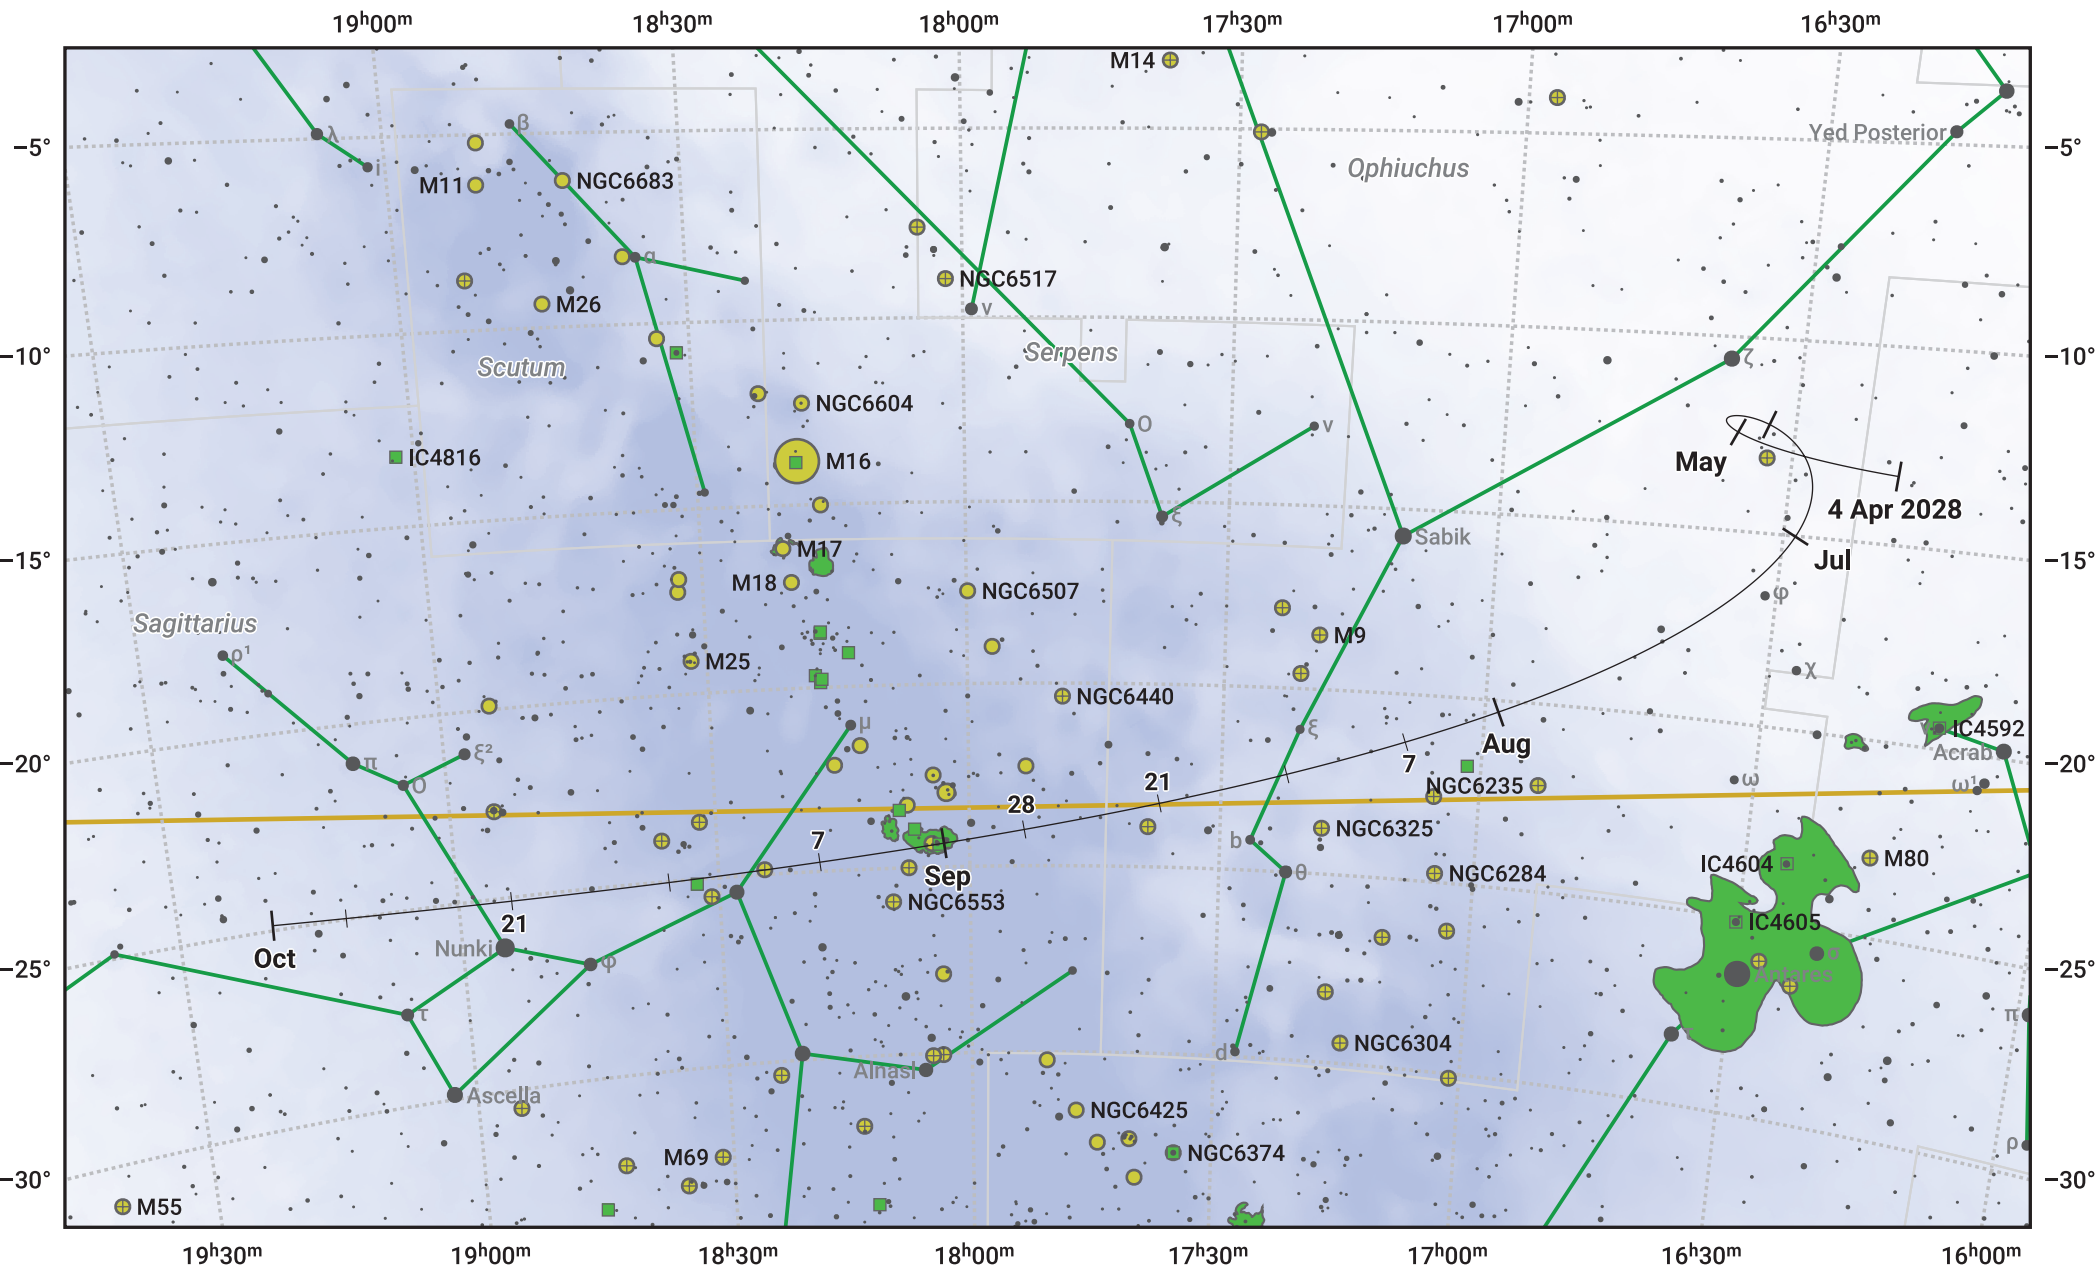 19h00m 18h30m 18h00m 17h30m 17h00m 16h30m
M14
λ β Yed Posterior
−5° −5°
i Ophiuchus
M11 NGC6683
α
NGC6517
M26 ν
−10° Serpens ζ −10°
Scutum
NGC6604
ο ν
IC4816 M16 May
4 Apr 2028
ξ
Sabik
M17 Jul
−15° −15°
M18 NGC6507 φ
Sagittarius
M9
ρ¹ M25 χ
NGC6440
μ ξ IC4592
ν
Aug
ξ² Acrab
−20° π 7 −20°
ο 21 NGC6235 ω ω¹
28
7 b NGC6325
IC4604 M80
Sep θ NGC6284
NGC6553
21 IC4605
Nunki
Oct φ σ
−25° Antares −25°
τ π
τ
d NGC6304
Alnasl
Ascella
NGC6425
ρ
M69 NGC6374
−30° −30°
M55
19h30m 19h00m 18h30m 18h00m 17h30m 17h00m 16h30m 16h00m